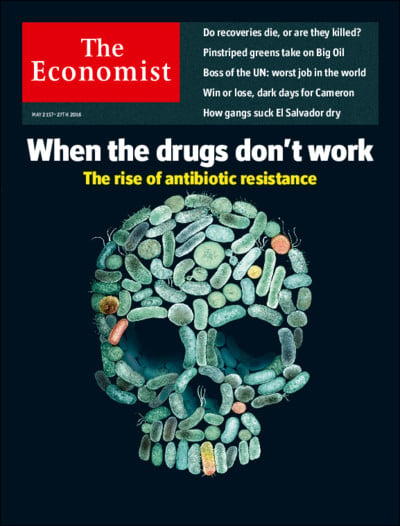 The
Economist
MAY 21ST–27TH 2016
Do recoveries die, or are they killed?
Pinstriped greens take on Big Oil
Boss of the UN: worst job in the world
Win or lose, dark days for Cameron
How gangs suck El Salvador dry
When the drugs don't work
The rise of antibiotic resistance